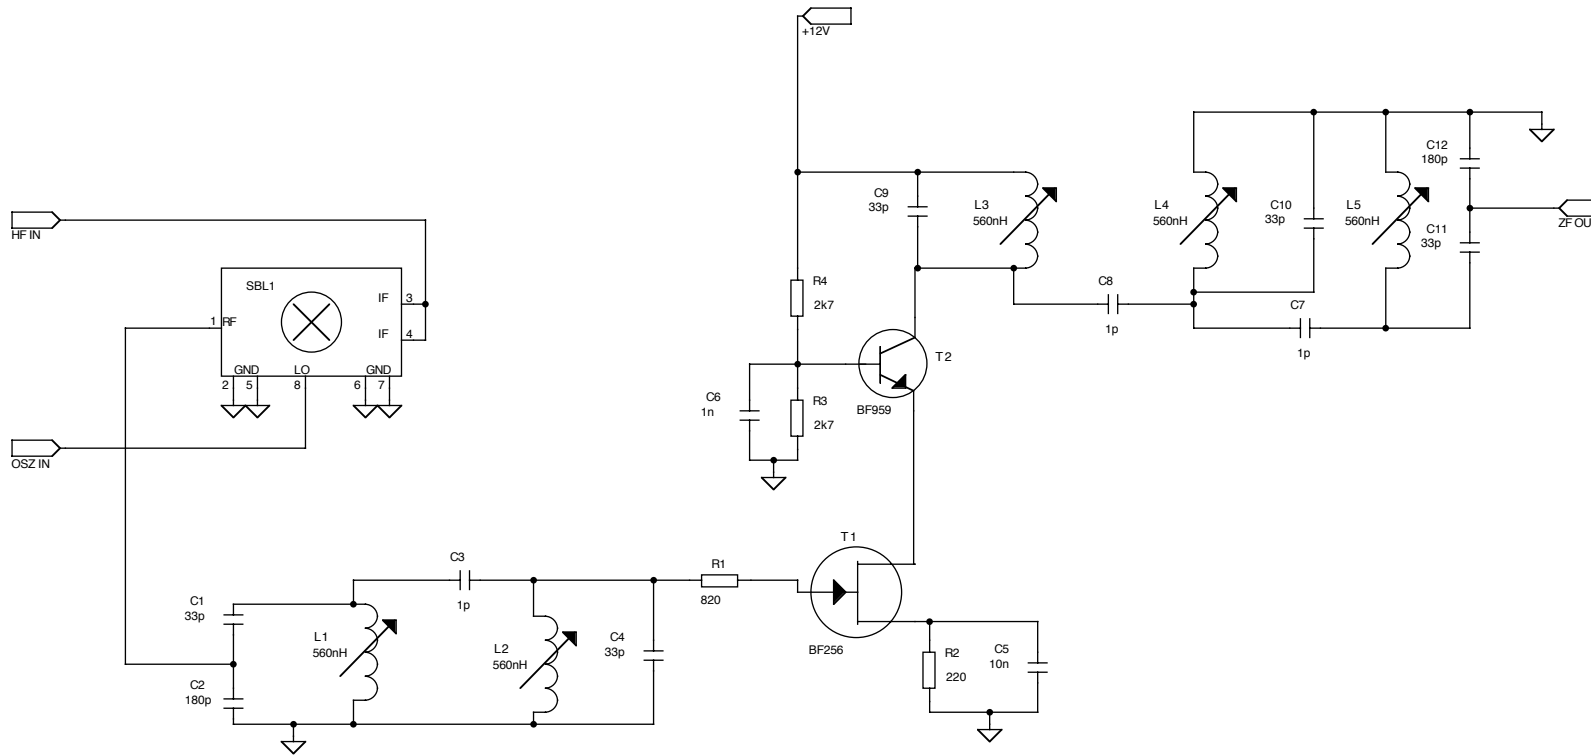 +12V
C12
180p
C9
33p
L3
560nH
L4
560nH
C10
33p
L5
560nH
C11
33p
ZF OU
HF IN
SBL1
IF 3
1 RF
IF 4
GND LO GND
2 5 8 6 7
OSZ IN
R4
2k7
C8
1p
C7
1p
T2
BF959
C6
1n
R3
2k7
T1
BF256
C3
1p
R1
820
C1
33p
L1
560nH
L2
560nH
C4
33p
C2
180p
R2
220
C5
10n